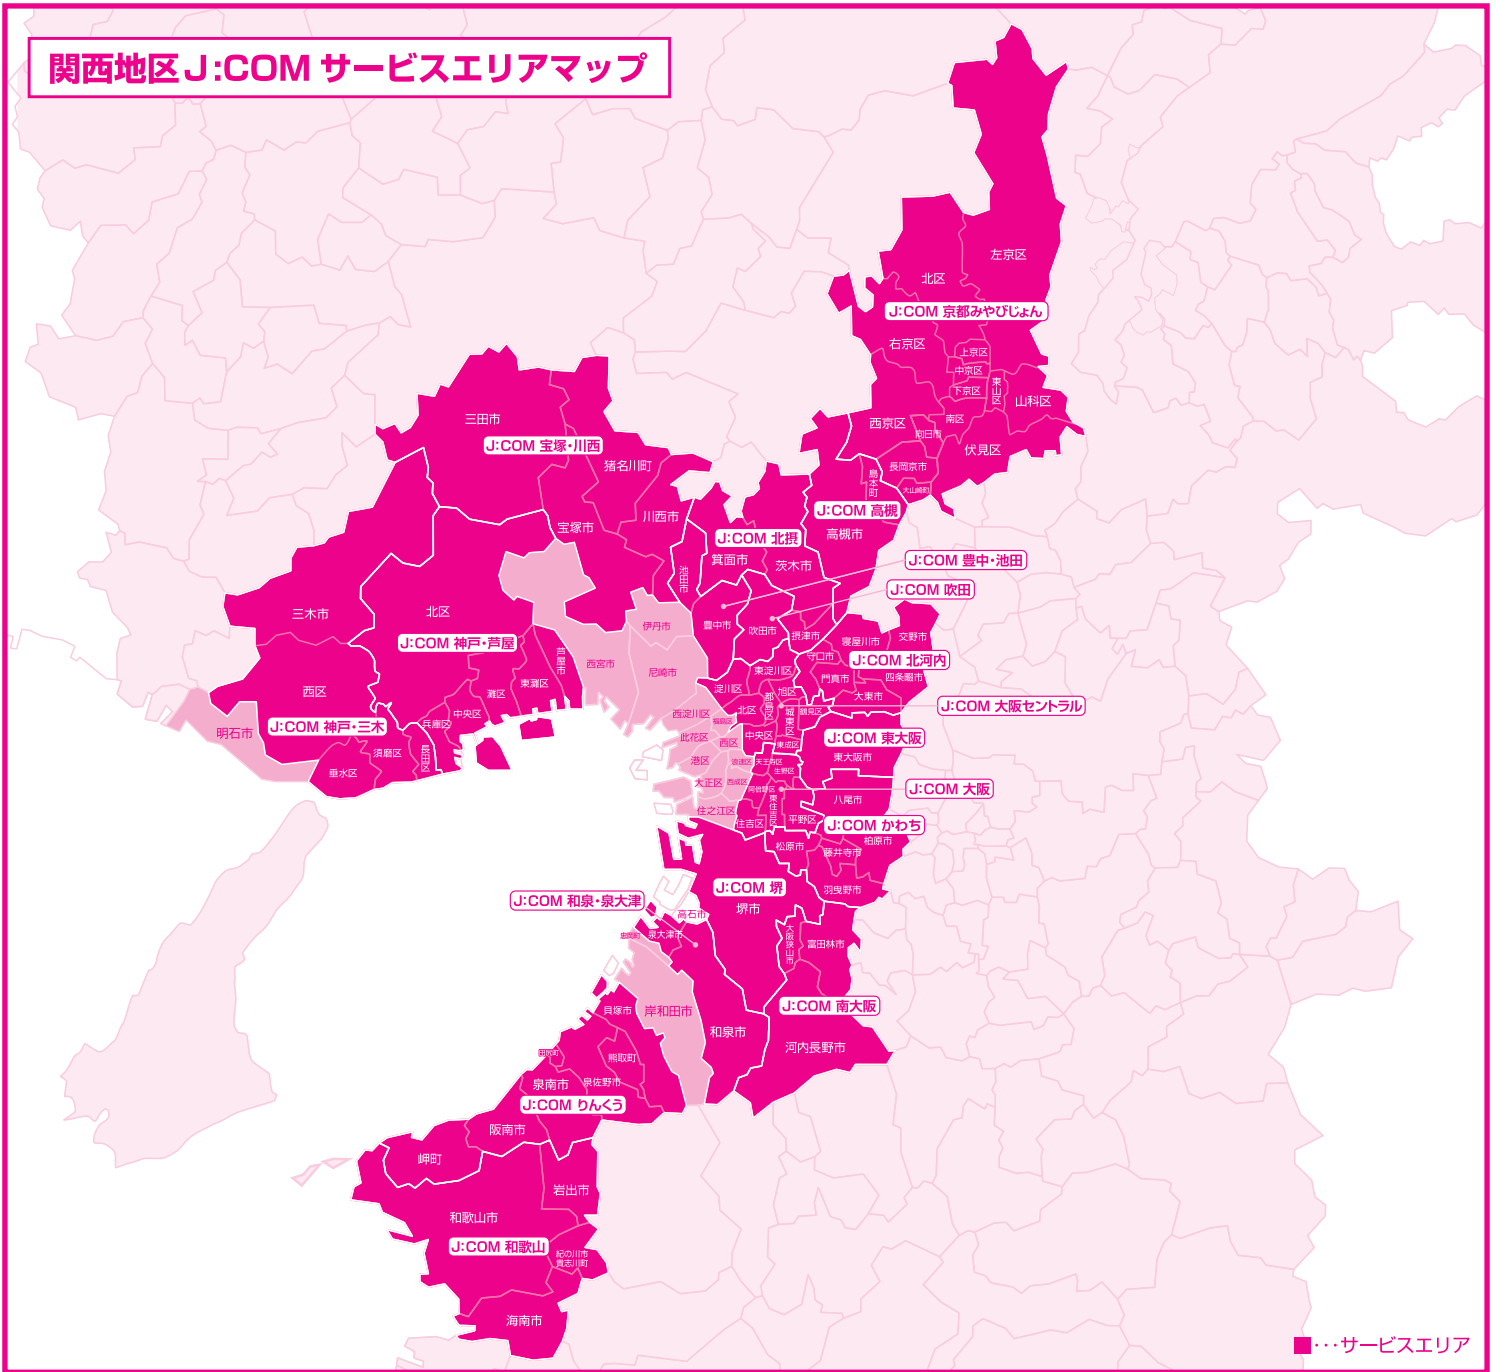 関西地区J:COM サービスエリアマップ
左京区
北区
J:COM 京都みやびじょん
右京区
上京区
中京区
下京区
東山区
山科区
西京区
南区
向日市
伏見区
長岡京市
大山崎町
島本町
J:COM 高槻
高槻市
三田市
J:COM 宝塚・川西
猪名川町
川西市
宝塚市
J:COM 北摂
箕面市
茨木市
池田市
J:COM 豊中・池田
J:COM 吹田
豊中市
吹田市
摂津市
三木市
北区
J:COM 神戸・芦屋
芦屋市
東灘区
灘区
中央区
兵庫区
長田区
須磨区
垂水区
西区
J:COM 神戸・三木
明石市
西宮市
伊丹市
尼崎市
寝屋川市
交野市
守口市
J:COM 北河内
門真市
四条畷市
大東市
東淀川区
淀川区
旭区
都島区
北区
城東区
鶴見区
J:COM 大阪セントラル
西淀川区
福島区
此花区
西区
中央区
東成区
港区
浪速区
天王寺区
生野区
大正区
西成区
阿倍野区
東住吉区
住之江区
住吉区
平野区
J:COM 東大阪
東大阪市
J:COM 大阪
八尾市
J:COM かわち
柏原市
松原市
藤井寺市
羽曳野市
J:COM 堺
堺市
J:COM 和泉・泉大津
高石市
泉大津市
忠岡町
大阪狭山市
富田林市
J:COM 南大阪
河内長野市
岸和田市
和泉市
貝塚市
熊取町
田尻町
泉佐野市
泉南市
J:COM りんくう
阪南市
岬町
岩出市
和歌山市
J:COM 和歌山
紀の川市
貴志川町
海南市
■・・・サービスエリア